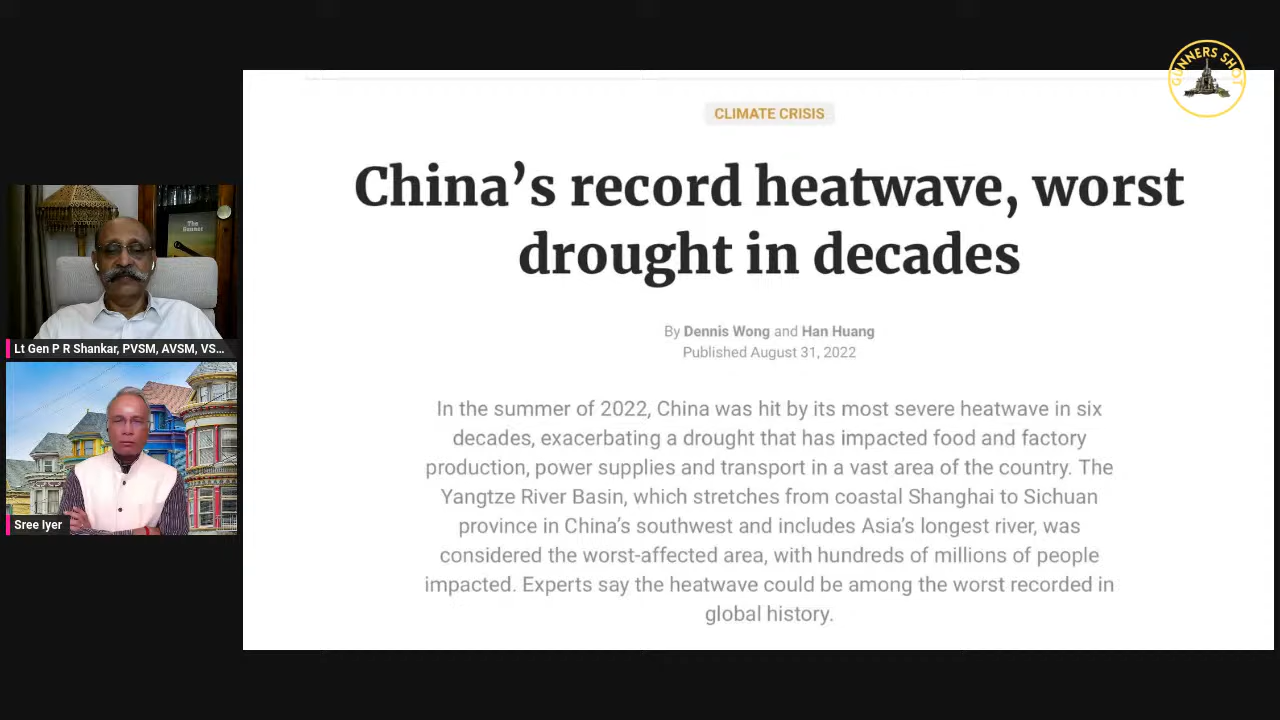 GUNNERS SHOT
CLIMATE CRISIS
China’s record heatwave, worst
drought in decades
By Dennis Wong and Han Huang
Published August 31, 2022
In the summer of 2022, China was hit by its most severe heatwave in six
decades, exacerbating a drought that has impacted food and factory
production, power supplies and transport in a vast area of the country. The
Yangtze River Basin, which stretches from coastal Shanghai to Sichuan
province in China’s southwest and includes Asia’s longest river, was
considered the worst-affected area, with hundreds of millions of people
impacted. Experts say the heatwave could be among the worst recorded in
global history.
The
Gunner
Lt Gen P R Shankar, PVSM, AVSM, VS...
Sree Iyer